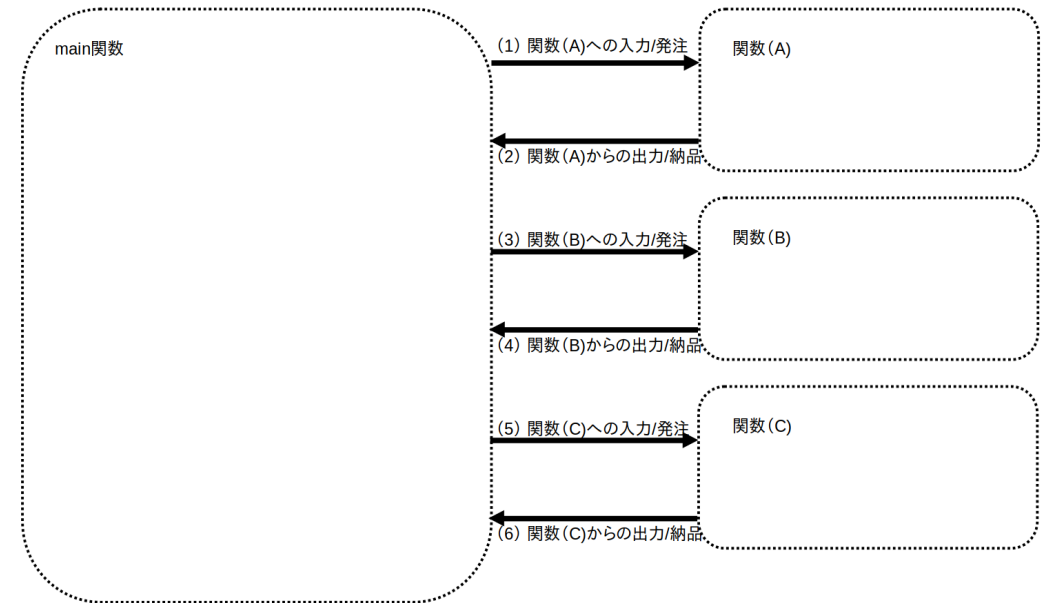 main関数
（1） 関数（A)への入力/発注
関数（A)
（2） 関数（A)からの出力/納品
（3） 関数（B)への入力/発注
関数（B)
（4） 関数（B)からの出力/納品
（5） 関数（C)への入力/発注
関数（C)
（6） 関数（C)からの出力/納品